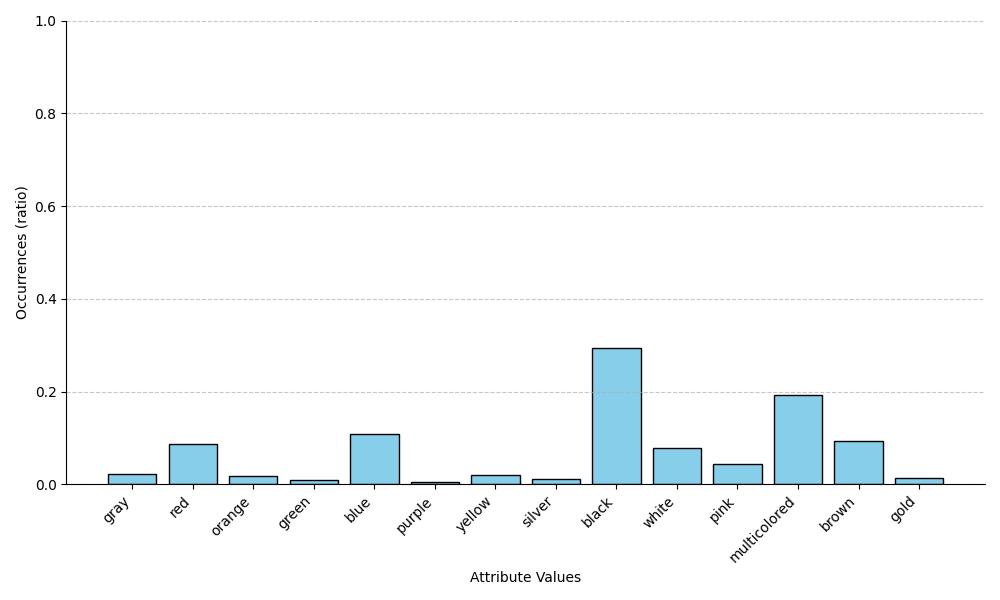 1.0
0.8
0.6
0.4
0.2
0.0
Occurrences (ratio)
gray
red
orange
green
blue
purple
yellow
silver
black
white
pink
multicolored
brown
gold
Attribute Values